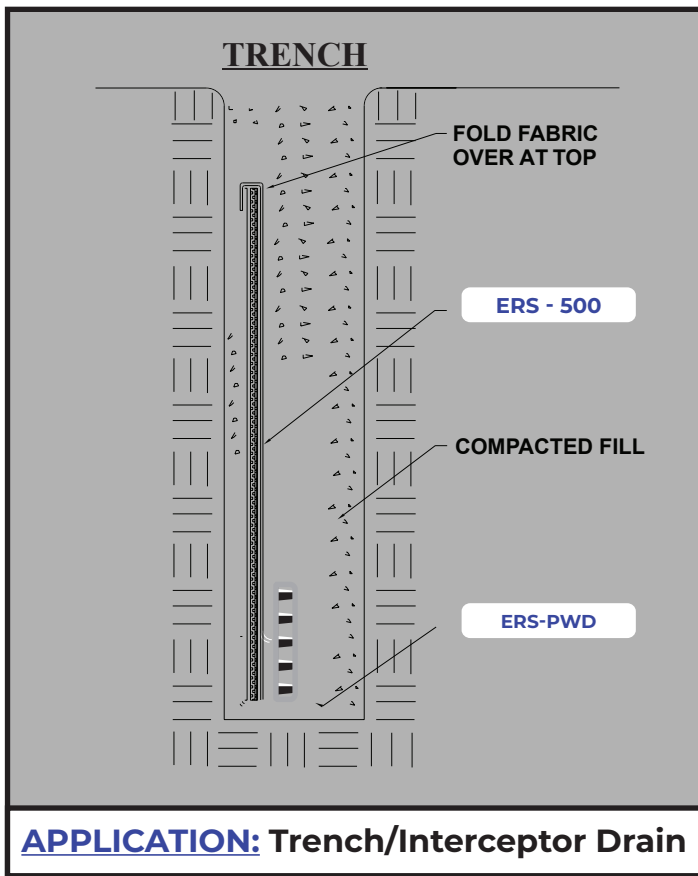 TRENCH
FOLD FABRIC
OVER AT TOP
ERS - 500
COMPACTED FILL
ERS-PWD
APPLICATION: Trench/Interceptor Drain